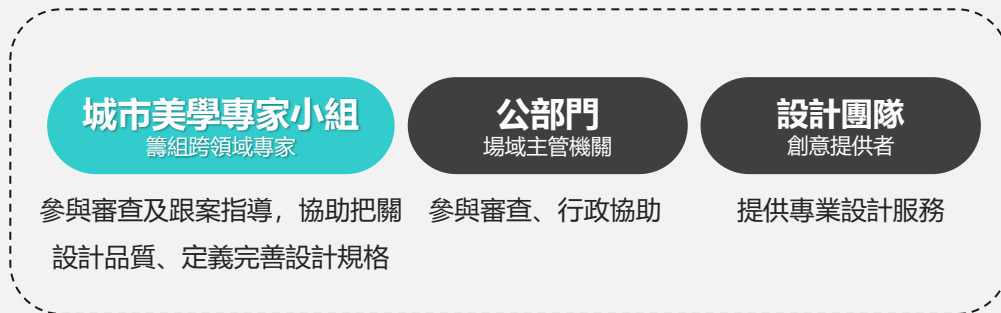 城市美學專家小組
籌組跨領域專家
參與審查及跟案指導，協助把關
設計品質、定義完善設計規格
公部門
場域主管機關
參與審查、行政協助
設計團隊
創意提供者
提供專業設計服務